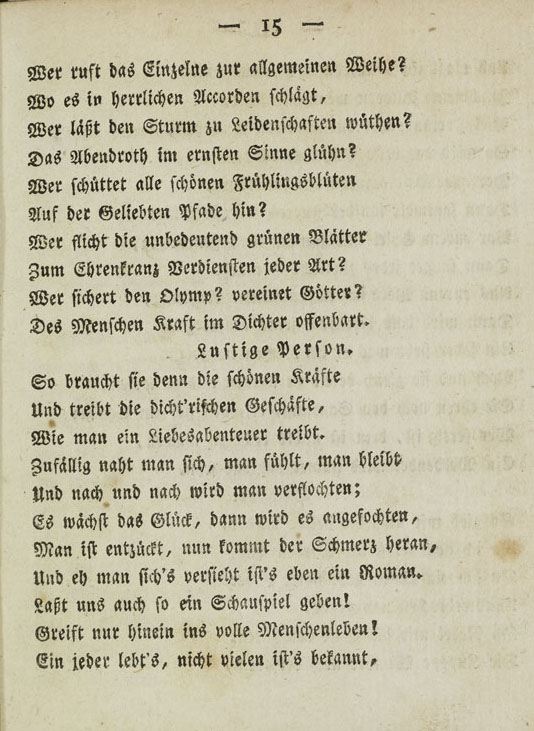 — 15 —
Wer ruft das Einzelne zur allgemeinen Weihe?
Wo es in herrlichen Accorden schlägt,
Wer läßt den Sturm zu Leidenschaften wüthen?
Das Abendroth im ernsten Sinne glühn?
Wer schüttet alle schönen Frühlingsblüten
Auf der Geliebten Pfade hin?
Wer flicht die unbedeutend grünen Blätter
Zum Ehrenkranz Verdiensten jeder Art?
Wer sichert den Olymp? vereinet Götter?
Des Menschen Kraft im Dichter offenbart.
Lustige Person.
So braucht sie denn die schönen Kräfte
Und treibt die dicht'rischen Geschäfte,
Wie man ein Liebesabenteuer treibt.
Zufällig naht man sich, man fühlt, man bleibt
Und nach und nach wird man verflochten;
Es wächst das Glück, dann wird es angefochten,
Man ist entzückt, nun kommt der Schmerz heran,
Und eh man sich's versieht ist's eben ein Roman.
Laßt uns auch so ein Schauspiel geben!
Greift nur hinein ins volle Menschenleben!
Ein jeder lebt's, nicht vielen ist's bekannt,